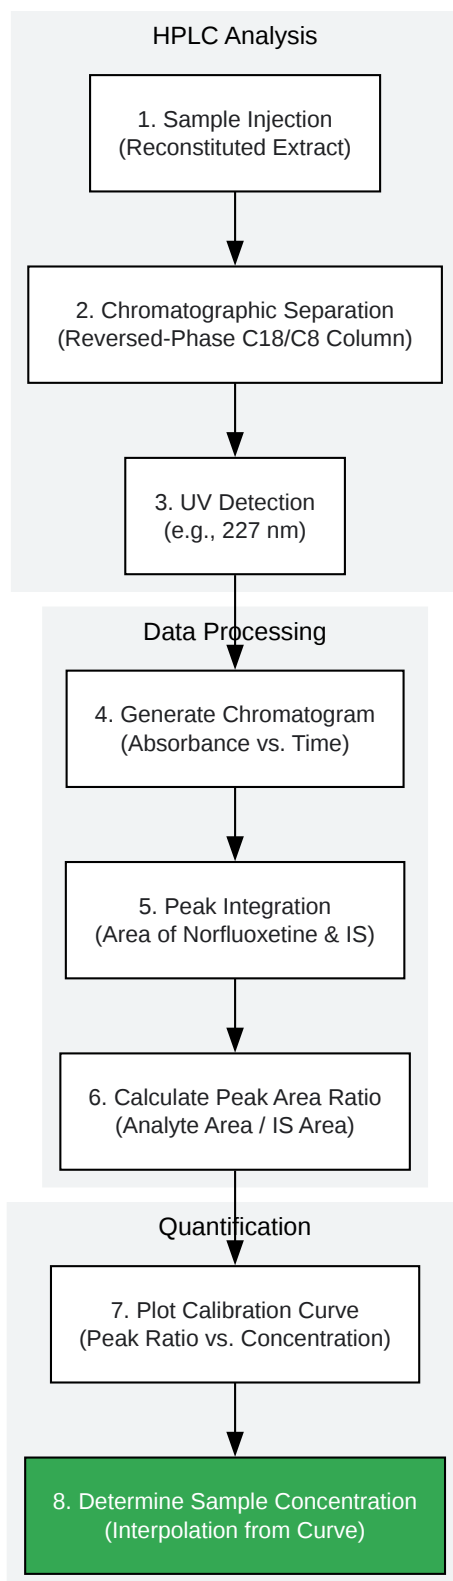 HPLC Analysis
1. Sample Injection
(Reconstituted Extract)
2. Chromatographic Separation
(Reversed-Phase C18/C8 Column)
3. UV Detection
(e.g., 227 nm)
Data Processing
4. Generate Chromatogram
(Absorbance vs. Time)
5. Peak Integration
(Area of Norfluoxetine & IS)
6. Calculate Peak Area Ratio
(Analyte Area / IS Area)
Quantification
7. Plot Calibration Curve
(Peak Ratio vs. Concentration)
8. Determine Sample Concentration
(Interpolation from Curve)